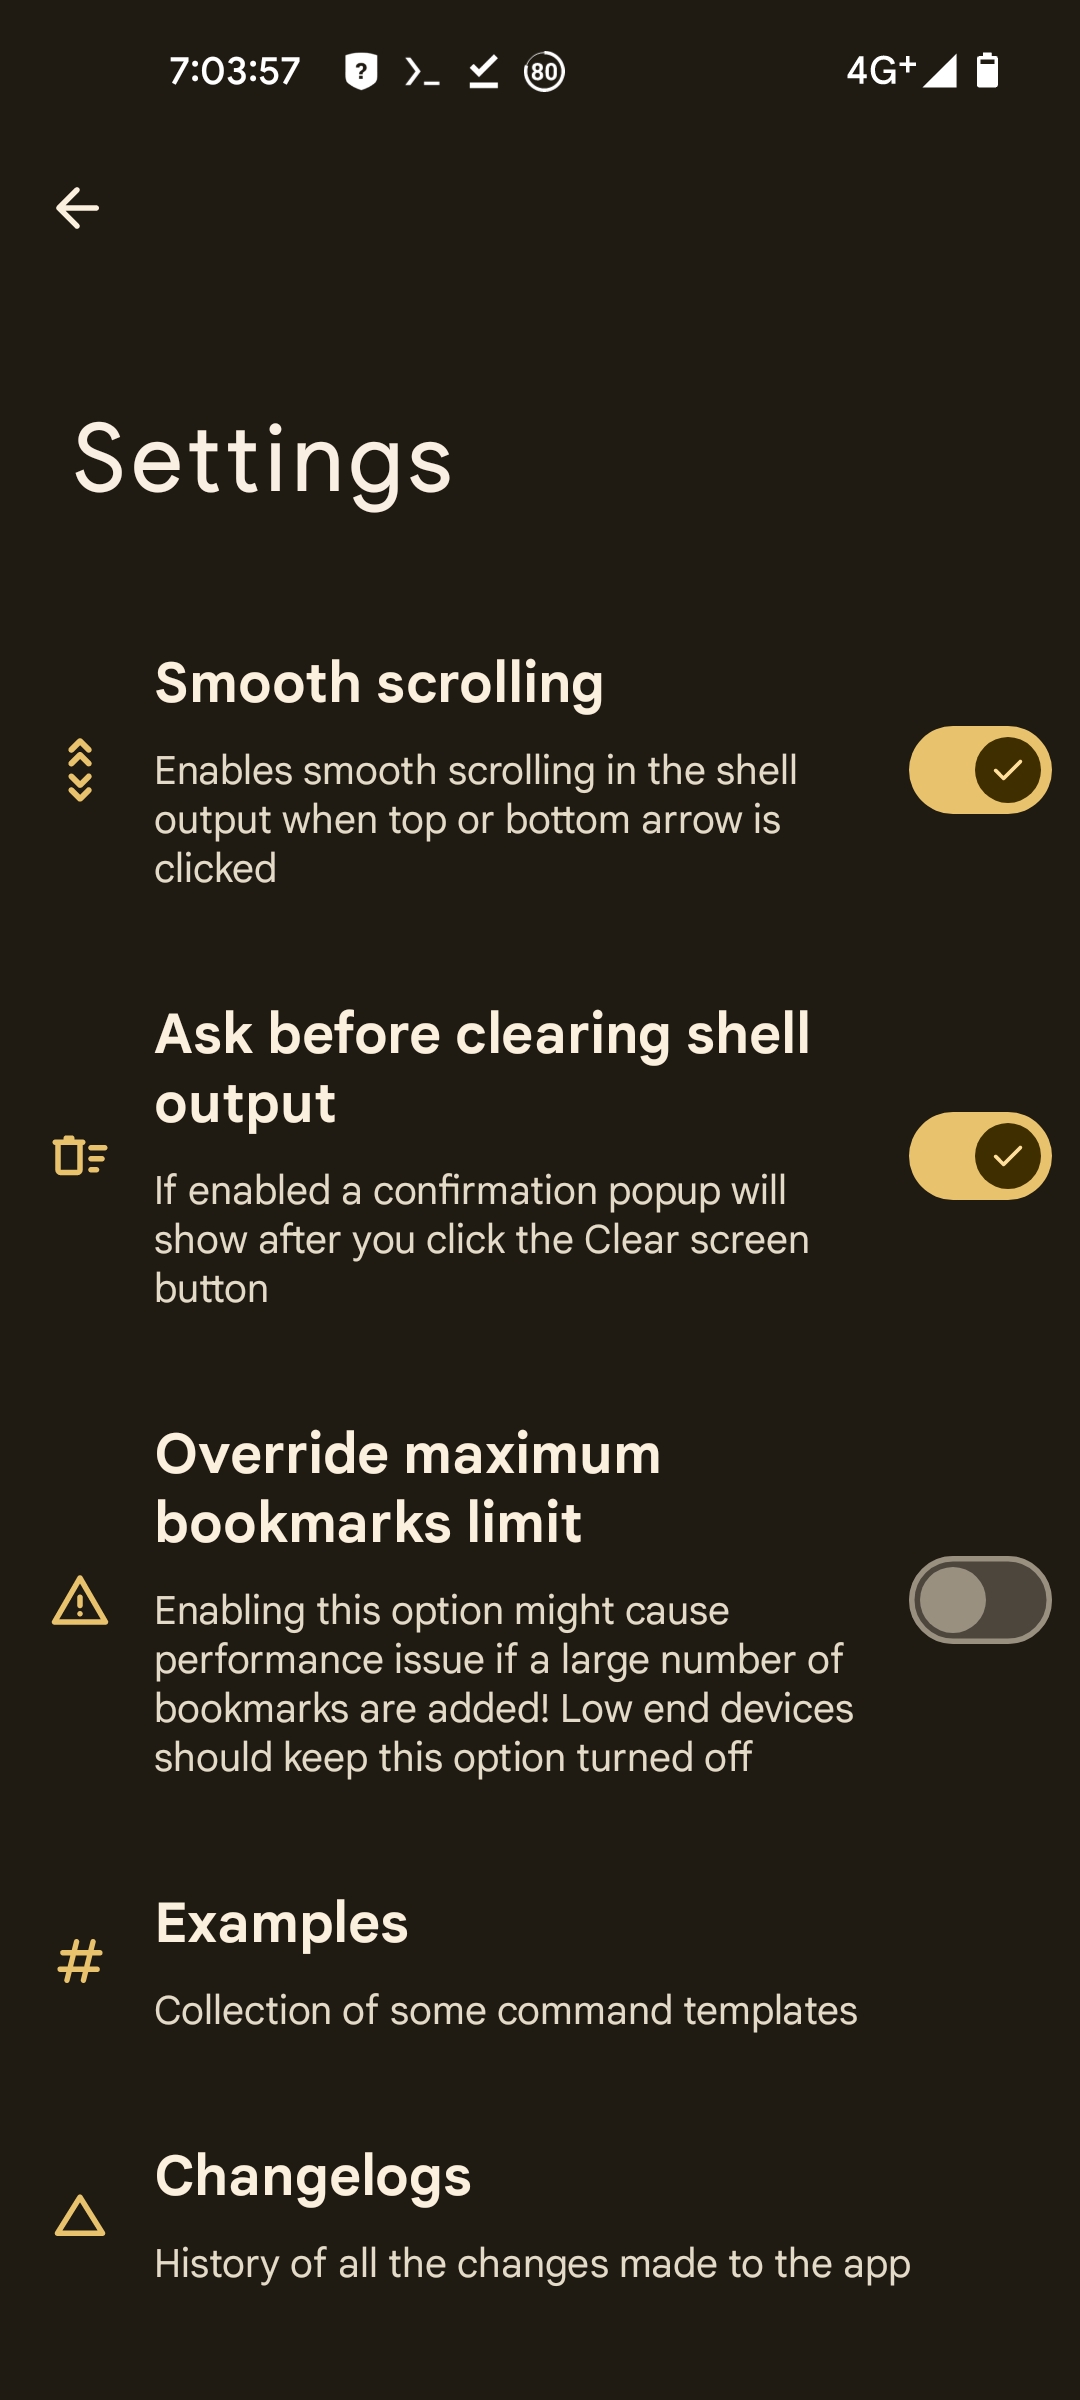 7:03:57 ? >_ 80 4G+
Settings
Smooth scrolling
Enables smooth scrolling in the shell
output when top or bottom arrow is
clicked
Ask before clearing shell
output
If enabled a confirmation popup will
show after you click the Clear screen
button
Override maximum
bookmarks limit
Enabling this option might cause
performance issue if a large number of
bookmarks are added! Low end devices
should keep this option turned off
#
Examples
Collection of some command templates
Changelogs
History of all the changes made to the app